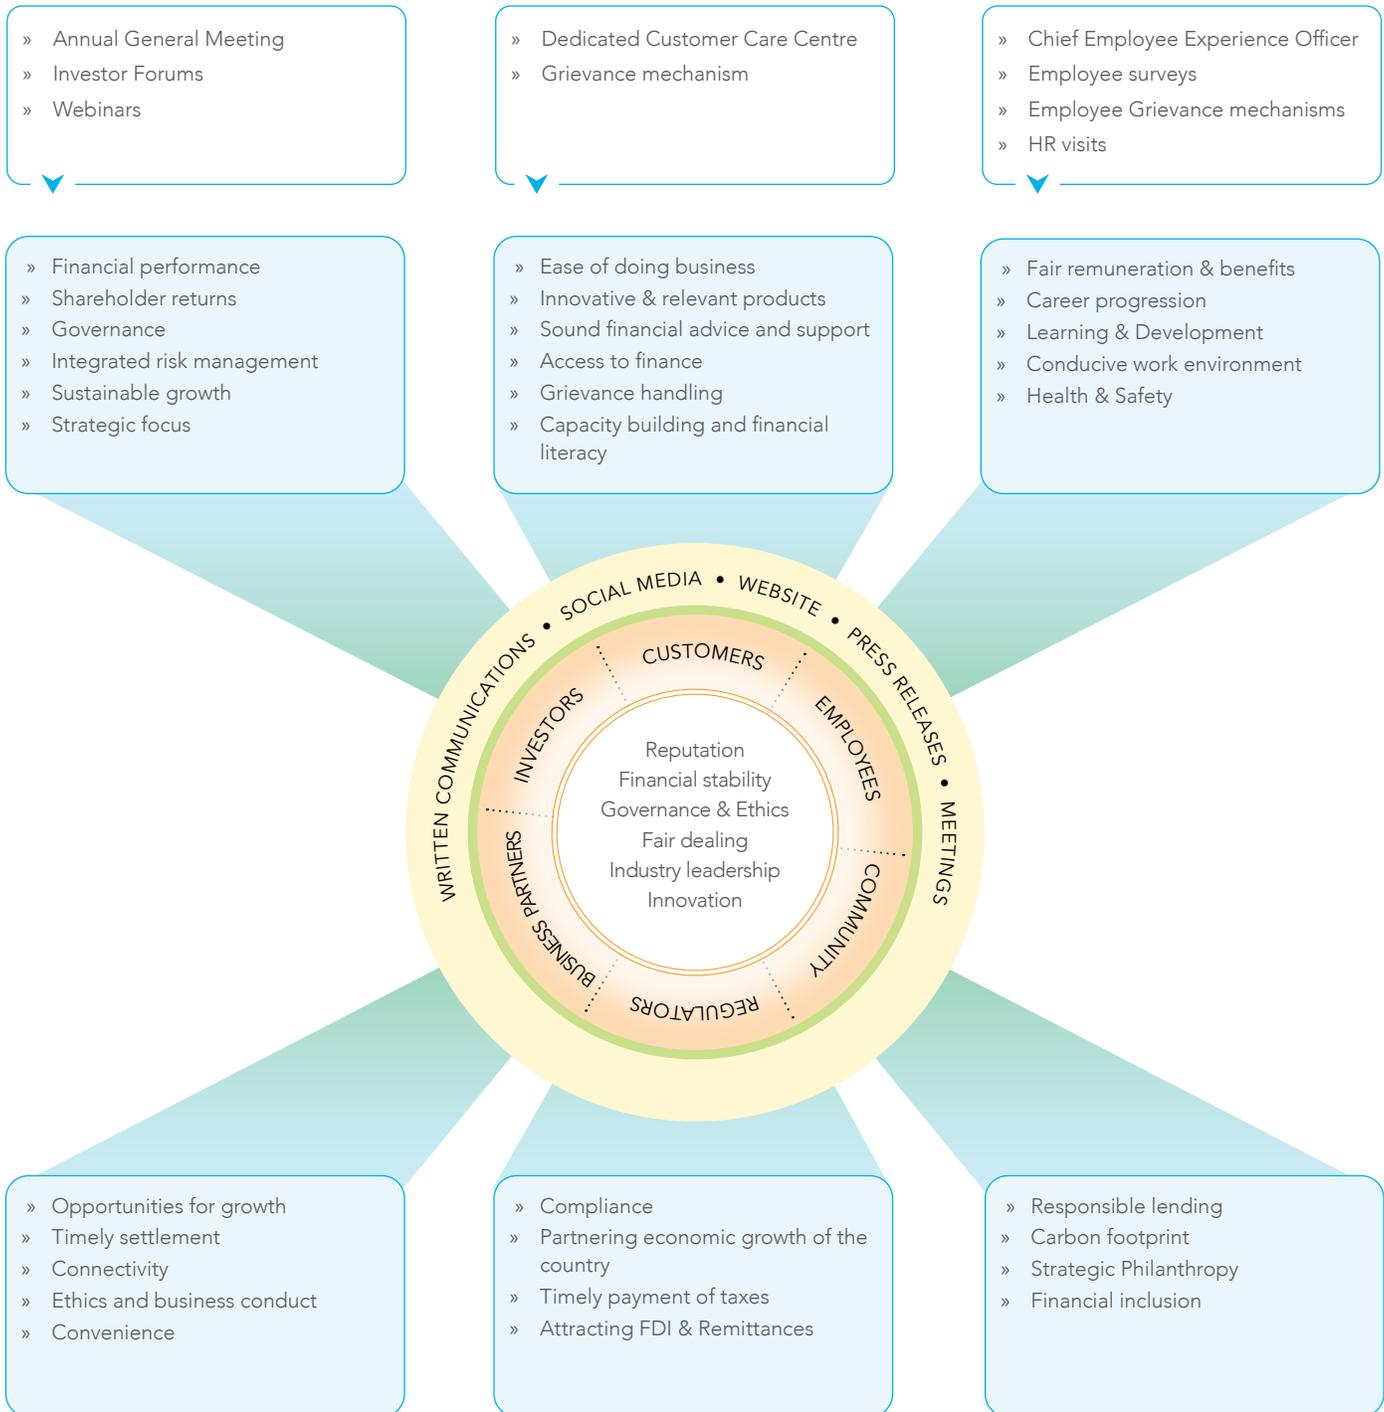 » Annual General Meeting
» Investor Forums
» Webinars
» Dedicated Customer Care Centre
» Grievance mechanism
» Chief Employee Experience Officer
» Employee surveys
» Employee Grievance mechanisms
» HR visits
» Financial performance
» Shareholder returns
» Governance
» Integrated risk management
» Sustainable growth
» Strategic focus
» Ease of doing business
» Innovative & relevant products
» Sound financial advice and support
» Access to finance
» Grievance handling
» Capacity building and financial
literacy
» Fair remuneration & benefits
» Career progression
» Learning & Development
» Conducive work environment
» Health & Safety
WRITTEN COMMUNICATIONS • SOCIAL MEDIA • WEBSITE • PRESS RELEASES • MEETINGS
INVESTORS
CUSTOMERS
EMPLOYEES
COMMUNITY
REGULATORS
BUSINESS PARTNERS
Reputation
Financial stability
Governance & Ethics
Fair dealing
Industry leadership
Innovation
» Opportunities for growth
» Timely settlement
» Connectivity
» Ethics and business conduct
» Convenience
» Compliance
» Partnering economic growth of the
country
» Timely payment of taxes
» Attracting FDI & Remittances
» Responsible lending
» Carbon footprint
» Strategic Philanthropy
» Financial inclusion